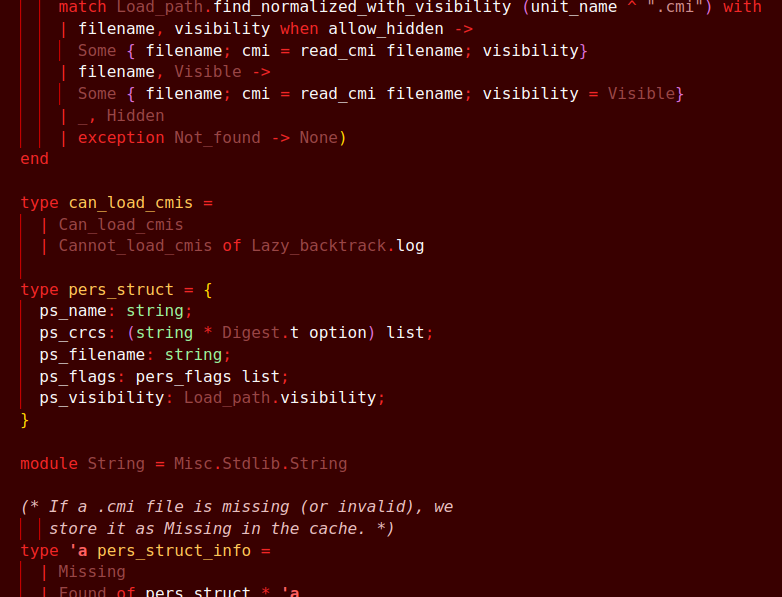 match Load_path.find_normalized_with_visibility (unit_name ^ ".cmi") with
| filename, visibility when allow_hidden ->
Some { filename; cmi = read_cmi filename; visibility}
| filename, Visible ->
Some { filename; cmi = read_cmi filename; visibility = Visible}
| _, Hidden
| exception Not_found -> None)
end
type can_load_cmis =
| Can_load_cmis
| Cannot_load_cmis of Lazy_backtrack.log
type pers_struct = {
ps_name: string;
ps_crcs: (string * Digest.t option) list;
ps_filename: string;
ps_flags: pers_flags list;
ps_visibility: Load_path.visibility;
}
module String = Misc.Stdlib.String
(* If a .cmi file is missing (or invalid), we
store it as Missing in the cache. *)
type 'a pers_struct_info =
| Missing
| Found of pers_struct * 'a